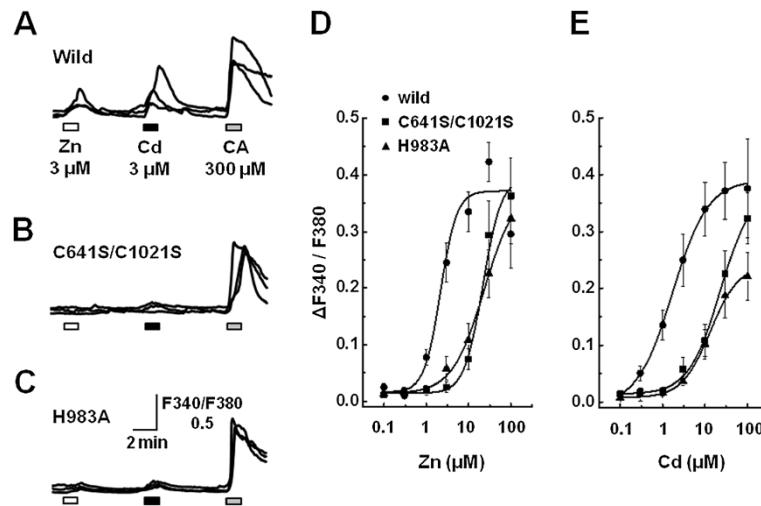 A
Wild
Zn
Cd
CA
3 μM
3 μM
300 μM
B
C641S/C1021S
C
H983A
F340/F380
0.5
2 min
D
wild
C641S/C1021S
H983A
0.5
0.4
0.3
0.2
0.1
0.0
ΔF340 / F380
0.1
1
10
100
Zn (μM)
E
0.5
0.4
0.3
0.2
0.1
0.0
0.1
1
10
100
Cd (μM)